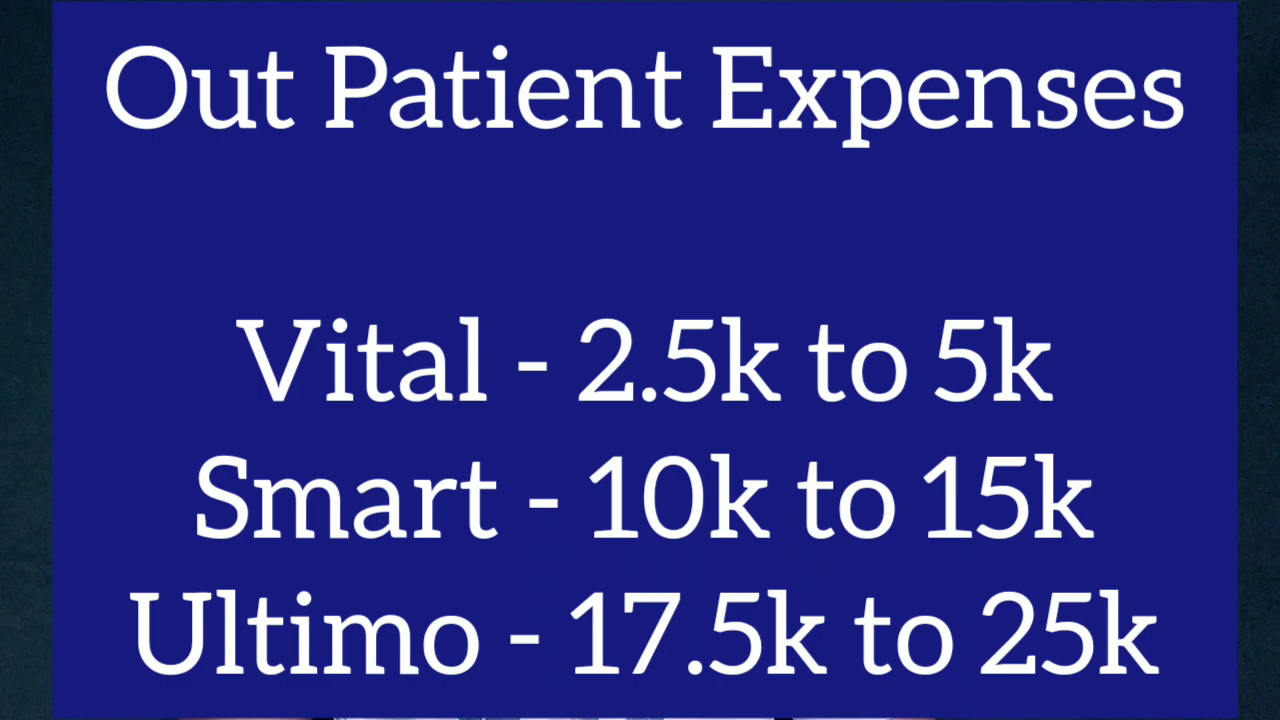 Out Patient Expenses
Vital - 2.5k to 5k
Smart - 10k to 15k
Ultimo - 17.5k to 25k